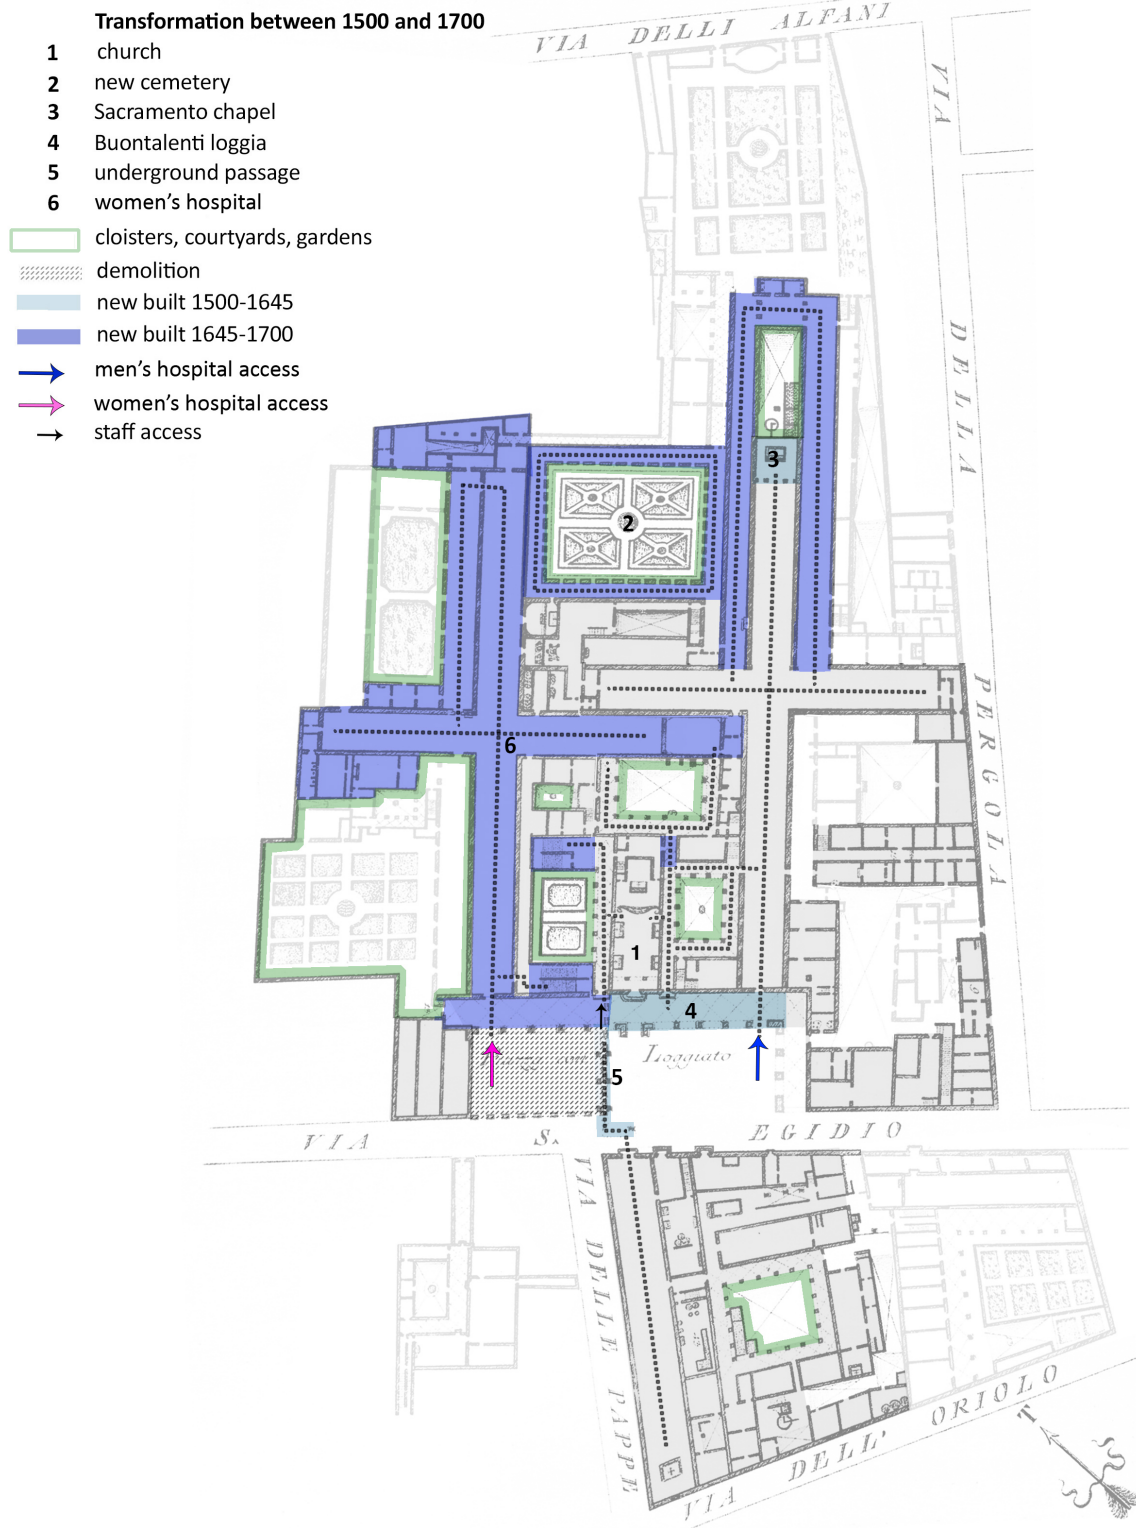 Transformation between 1500 and 1700
1 church
2 new cemetery
3 Sacramento chapel
4 Buontalenti loggia
5 underground passage
6 women's hospital
cloisters, courtyards, gardens
demolition
new built 1500-1645
new built 1645-1700
men's hospital access
women's hospital access
staff access
VIA DELLI ALFANI
VIA DELLA PERGOLA
3
2
6
1
4
Loggiato
5
VIA S. EGIDIO
VIA DELLE PAPPE
VIA DELL' ORIOLO
T